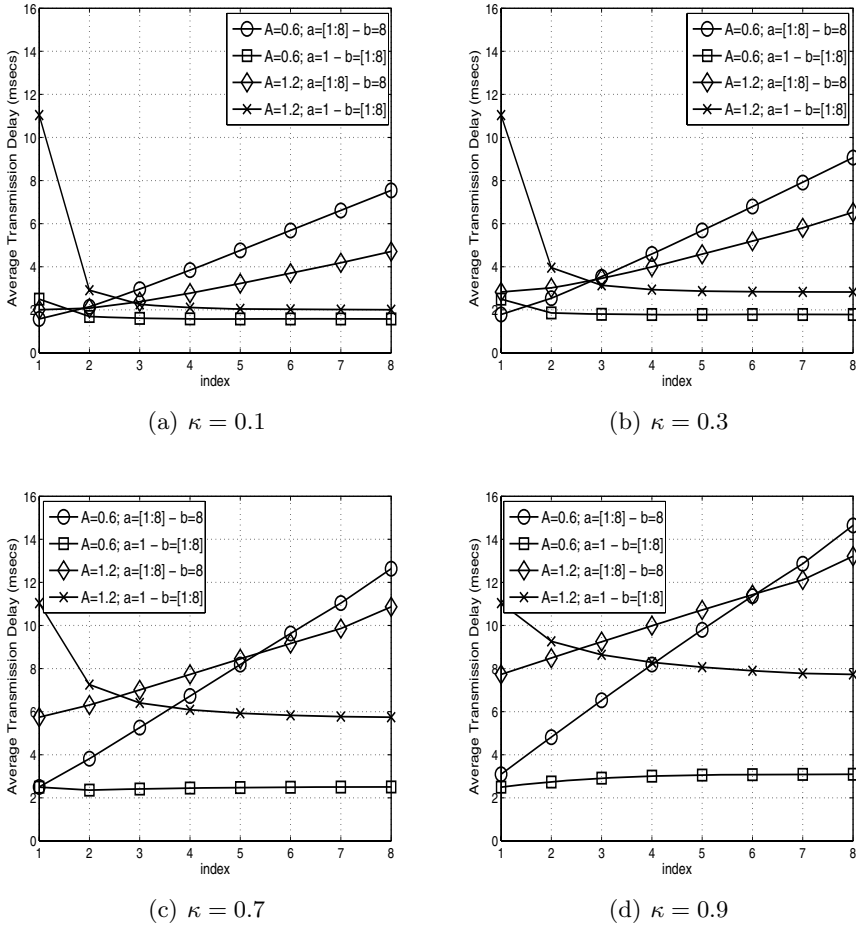 16
14
12
10
8
6
4
2
0
Average Transmission Delay (msecs)
A=0.6; a=[1:8] − b=8
A=0.6; a=1 − b=[1:8]
A=1.2; a=[1:8] − b=8
A=1.2; a=1 − b=[1:8]
1 2 3 4 5 6 7 8
index
(a) κ = 0.1
16
14
12
10
8
6
4
2
0
Average Transmission Delay (msecs)
A=0.6; a=[1:8] − b=8
A=0.6; a=1 − b=[1:8]
A=1.2; a=[1:8] − b=8
A=1.2; a=1 − b=[1:8]
1 2 3 4 5 6 7 8
index
(b) κ = 0.3
16
14
12
10
8
6
4
2
0
Average Transmission Delay (msecs)
A=0.6; a=[1:8] − b=8
A=0.6; a=1 − b=[1:8]
A=1.2; a=[1:8] − b=8
A=1.2; a=1 − b=[1:8]
1 2 3 4 5 6 7 8
index
(c) κ = 0.7
16
14
12
10
8
6
4
2
0
Average Transmission Delay (msecs)
A=0.6; a=[1:8] − b=8
A=0.6; a=1 − b=[1:8]
A=1.2; a=[1:8] − b=8
A=1.2; a=1 − b=[1:8]
1 2 3 4 5 6 7 8
index
(d) κ = 0.9